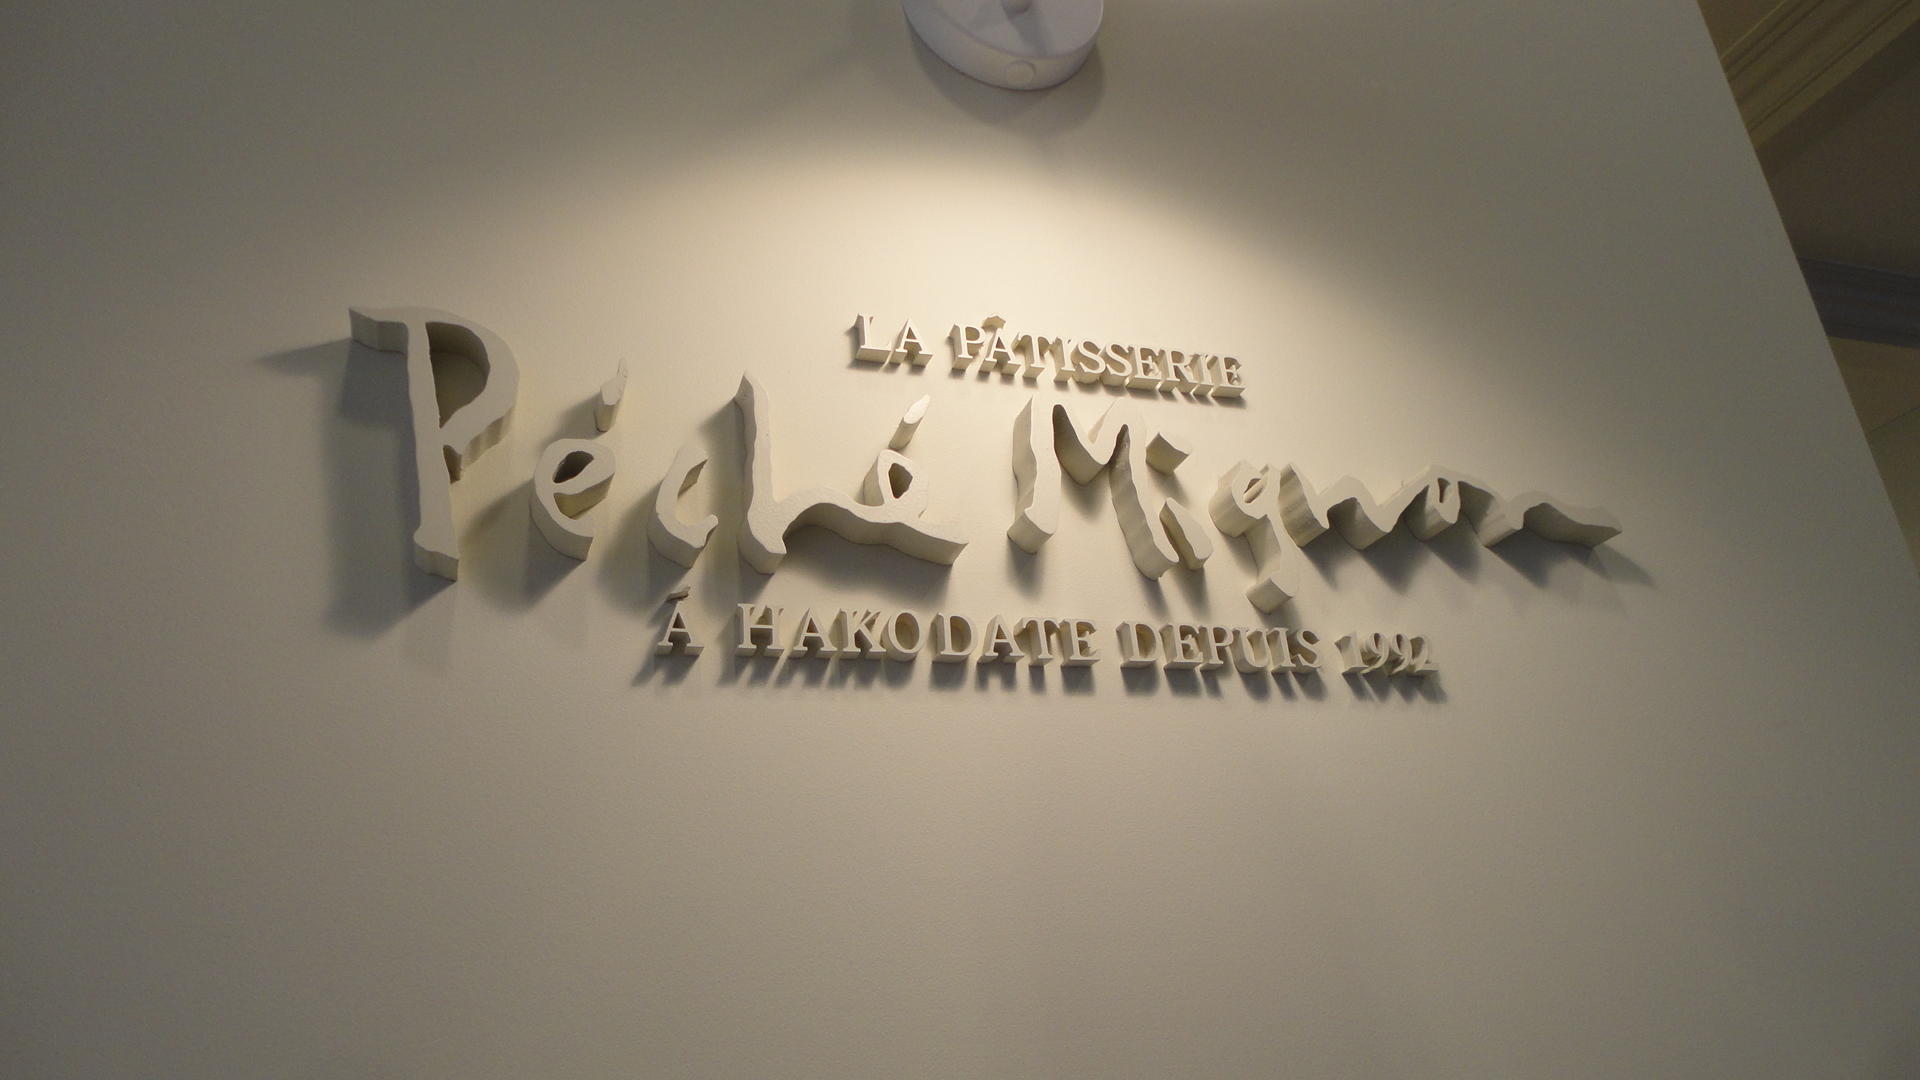 LA PÂTISSERIE
Péché Mignon
Á HAKODATE DEPUIS 1992